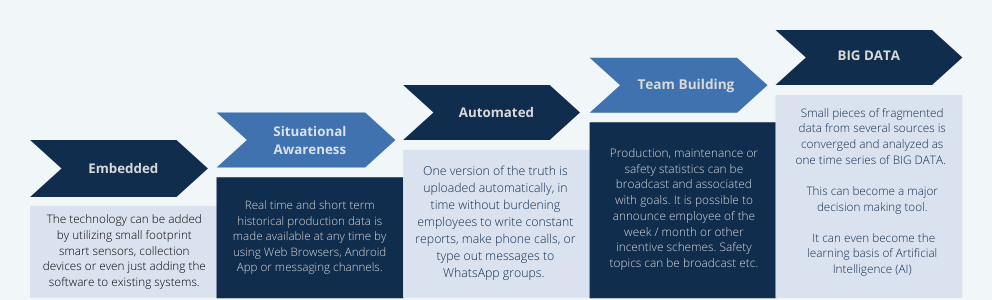 Embedded
The technology can be added
by utilizing small footprint
smart sensors, collection
devices or even just adding the
software to existing systems.
Situational
Awareness
Real time and short term
historical production data is
made available at any time by
using Web Browsers, Android
App or messaging channels.
Automated
One version of the truth is
uploaded automatically, in
time without burdening
employees to write constant
reports, make phone calls, or
type out messages to
WhatsApp groups.
Team Building
Production, maintenance or
safety statistics can be
broadcast and associated
with goals. It is possible to
announce employee of the
week / month or other
incentive schemes. Safety
topics can be broadcast etc.
BIG DATA
Small pieces of fragmented
data from several sources is
converged and analyzed as
one time series of BIG DATA.
This can become a major
decision making tool.
It can even become the
learning basis of Artificial
Intelligence (AI)